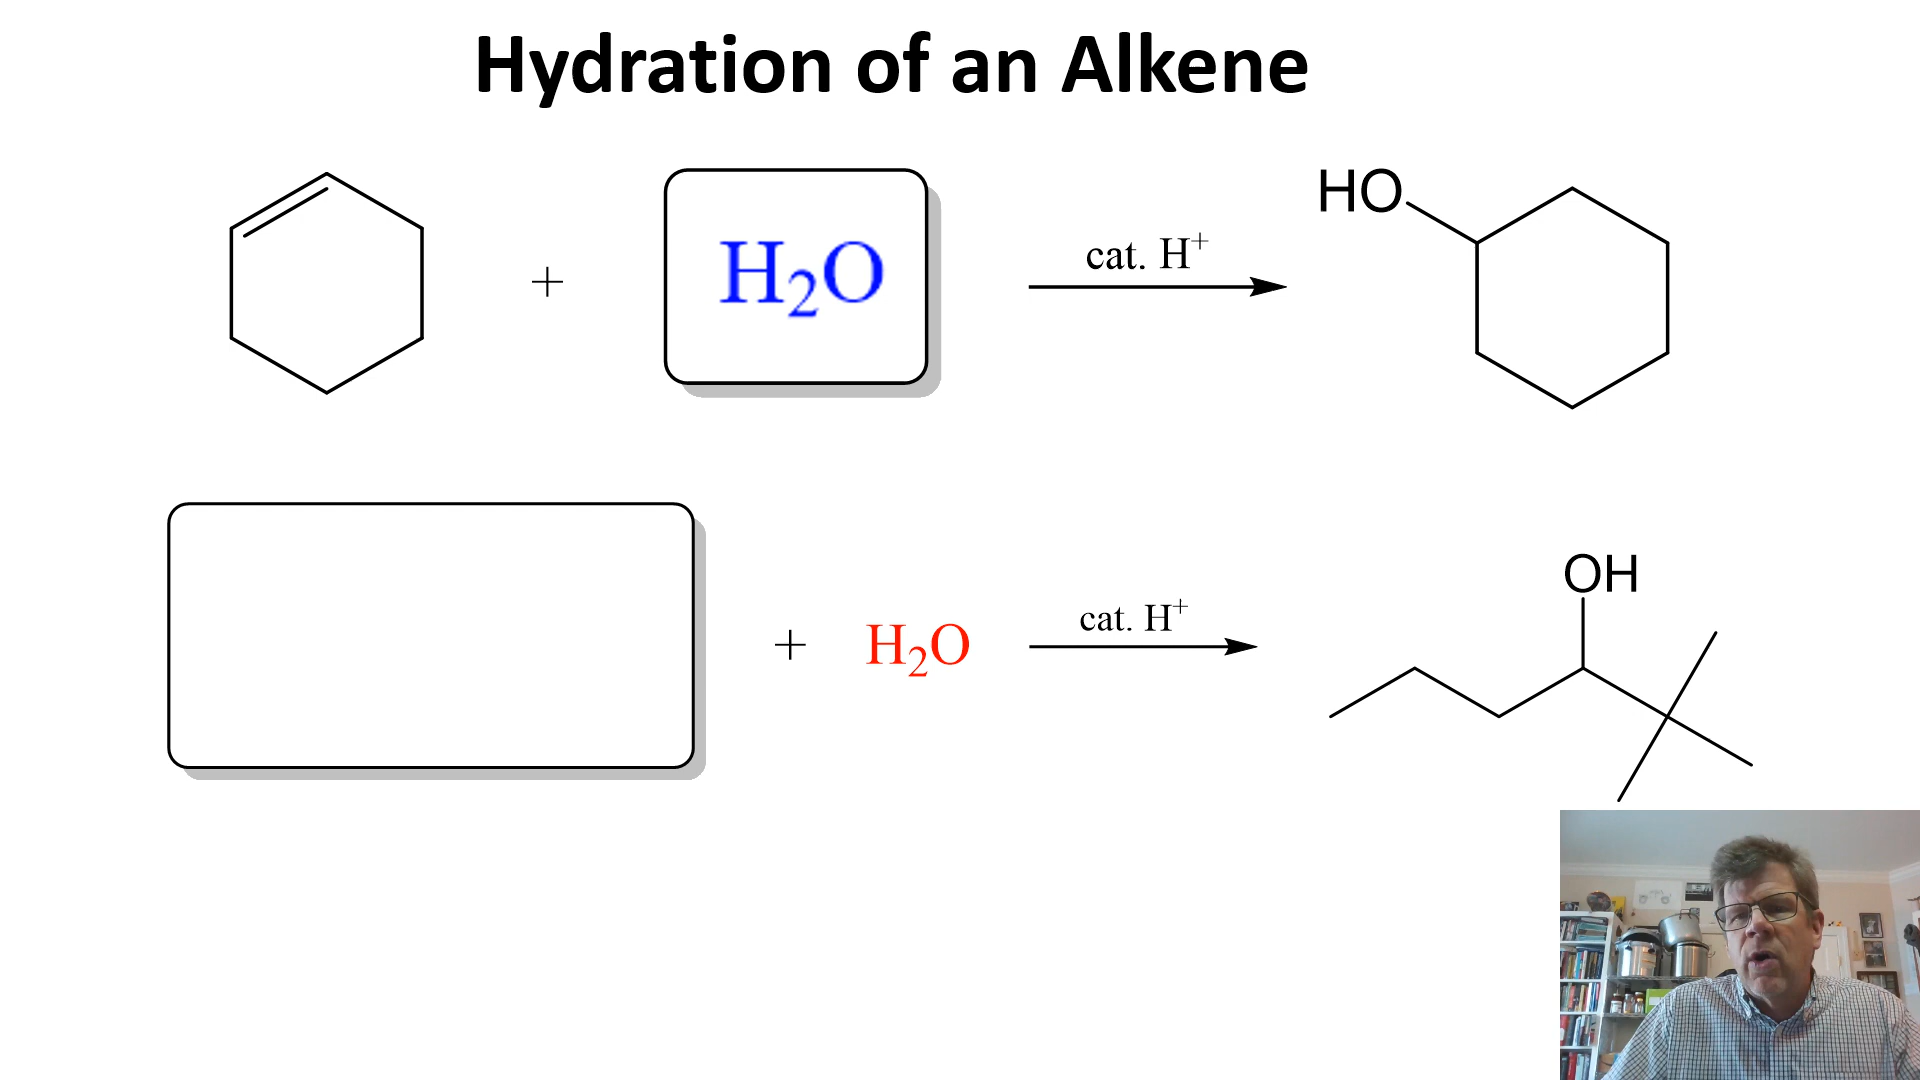 Hydration of an Alkene
+
H₂O
cat. H⁺
HO
+
H₂O
cat. H⁺
OH